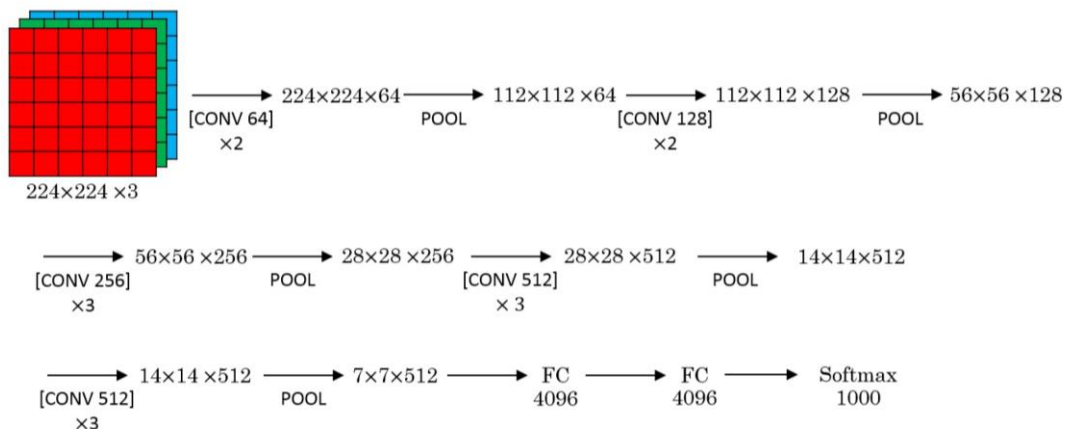 224×224×64 112×112 ×64 112×112 ×128 56×56 ×128
[CONV 64] POOL [CONV 128] POOL
×2 ×2
224×224 ×3
56×56 ×256 28×28 ×256 28×28 ×512 14×14×512
[CONV 256] POOL [CONV 512] POOL
×3 × 3
14×14 ×512 7×7×512 FC FC Softmax
[CONV 512] POOL 4096 4096 1000
×3